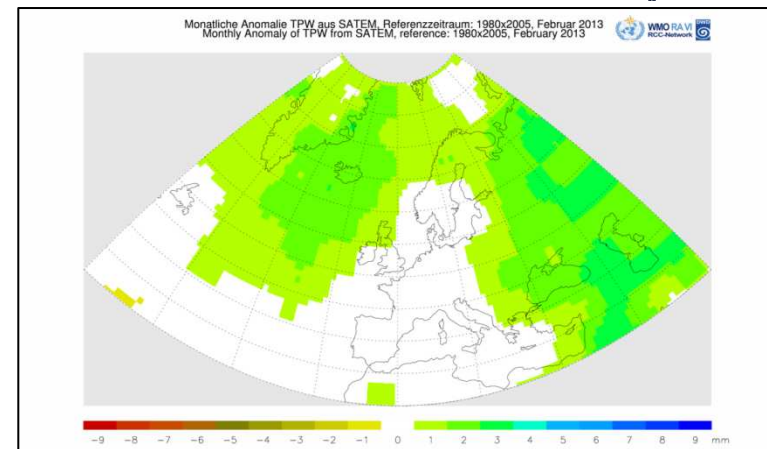 Monatliche Anomalie TPW aus SATEM, Referenzzeitraum: 1980x2005, Februar 2013
Monthly Anomaly of TPW from SATEM, reference: 1980x2005, February 2013
WMO RA VI
RCC-Network
DWD
-9 -8 -7 -6 -5 -4 -3 -2 -1 0 1 2 3 4 5 6 7 8 9 mm